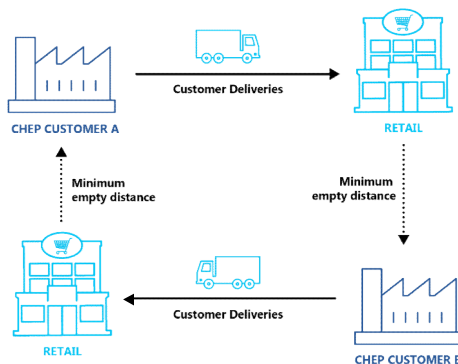 Customer Deliveries
CHEP CUSTOMER A
RETAIL
Minimum
empty distance
Minimum
empty distance
Customer Deliveries
RETAIL
CHEP CUSTOMER B